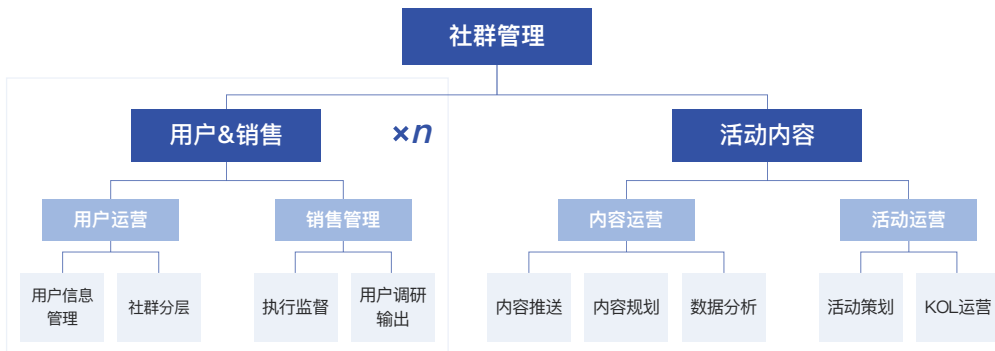 社群管理
用户&销售
×n
活动内容
用户运营
销售管理
内容运营
活动运营
用户信息
管理
社群分层
执行监督
用户调研
输出
内容推送
内容规划
数据分析
活动策划
KOL运营